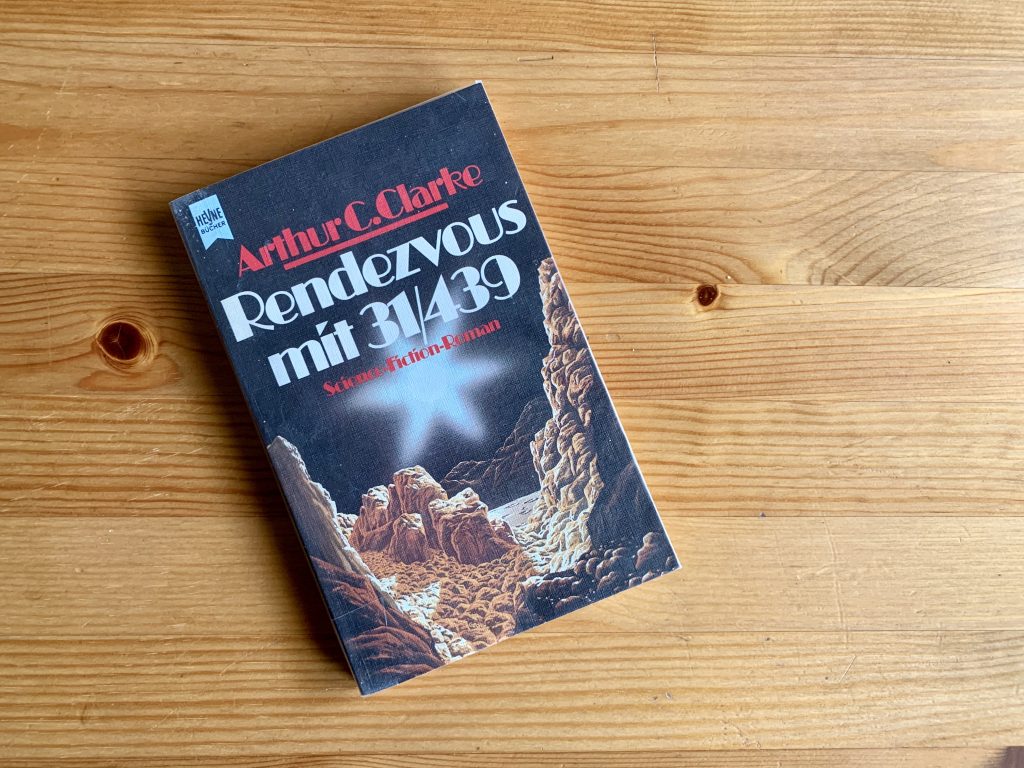 HEYNE
BÜCHER
Arthur C. Clarke
Rendezvous
mit 31/439
Science-Fiction-Roman